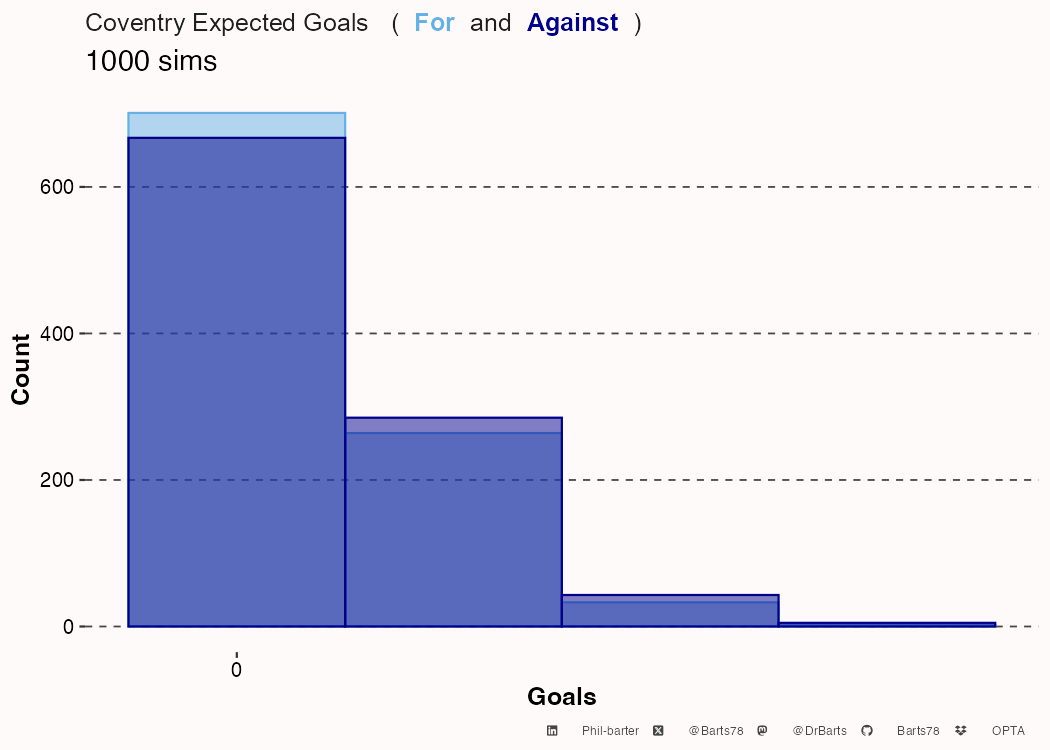 Coventry Expected Goals ( For and Against )
1000 sims
600
400
200
0
Count
0
Goals
Phil-barter @Barts78 @DrBarts Barts78 OPTA